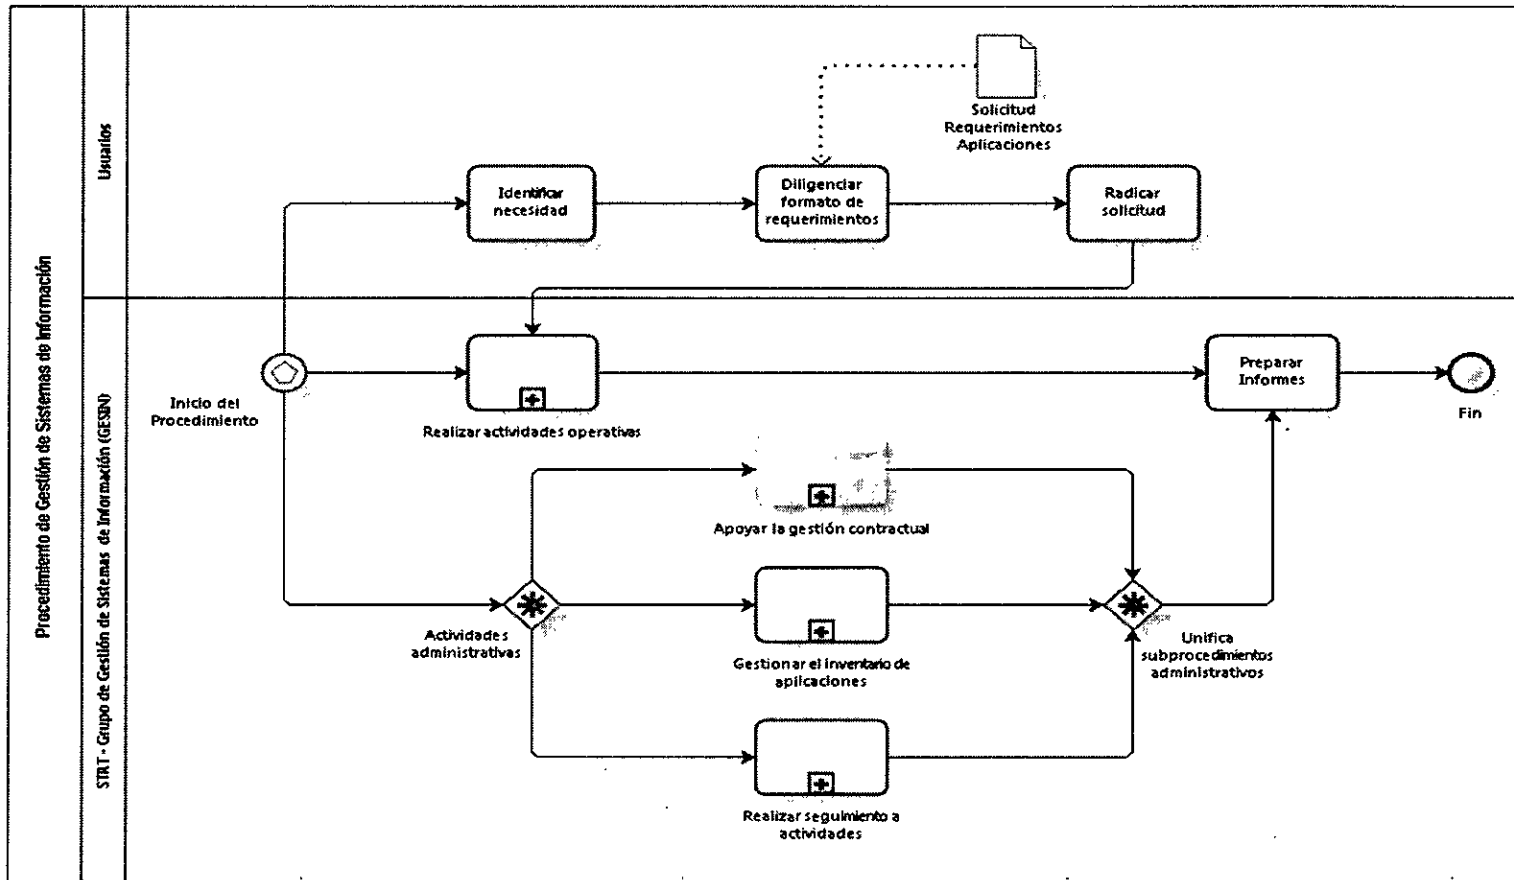 Procedimiento de Gestión de Sistemas de Información
Usuarios
Solicitud
Requerimientos
Aplicaciones
Identificar
necesidad
Diligenciar
formato de
requerimientos
Radicar
solicitud
STRT - Grupo de Gestión de Sistemas de Información (GESIN)
Inicio del
Procedimiento
Realizar actividades operativas
Preparar
Informes
Fin
Apoyar la gestión contractual
Actividades
administrativas
Gestionar el inventario de
aplicaciones
Unifica
subprocedimientos
administrativos
Realizar seguimiento a
actividades